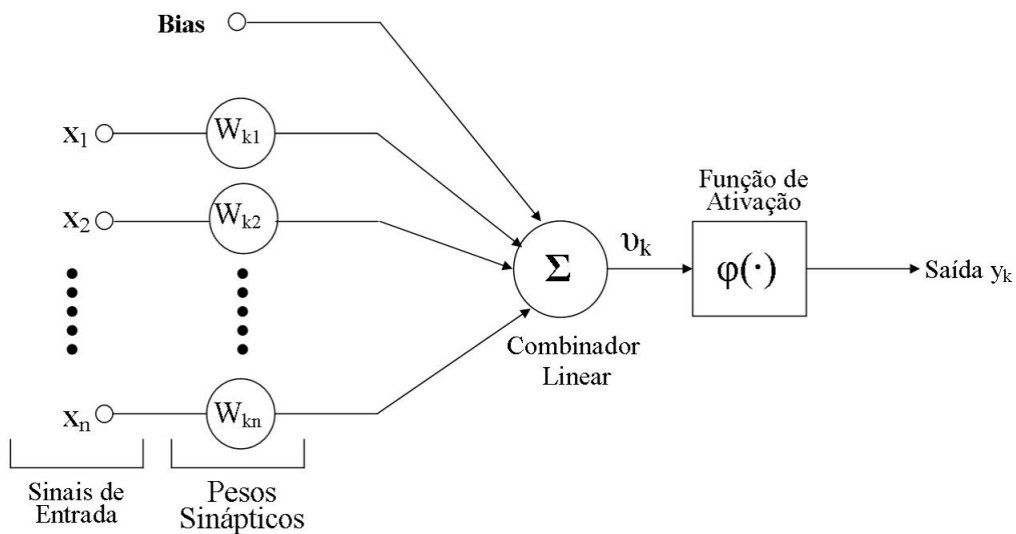 Bias
x₁
Wₖ₁
x₂
Wₖ₂
xₙ
Wₖₙ
Sinais de
Entrada
Pesos
Sinápticos
Σ
Combinador
Linear
υₖ
Função de
Ativação
φ(·)
Saída yₖ